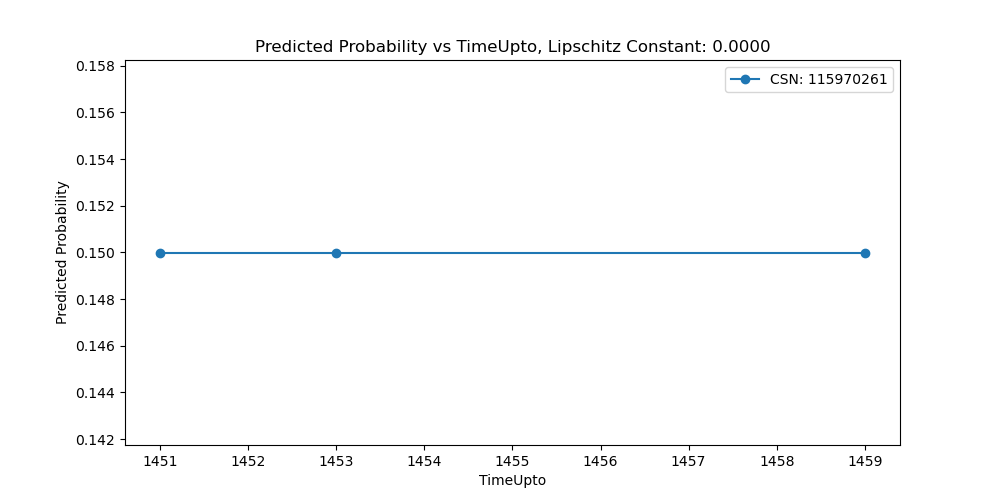 Predicted Probability vs TimeUpto, Lipschitz Constant: 0.0000
CSN: 115970261
Predicted Probability
0.158
0.156
0.154
0.152
0.150
0.148
0.146
0.144
0.142
1451 1452 1453 1454 1455 1456 1457 1458 1459
TimeUpto